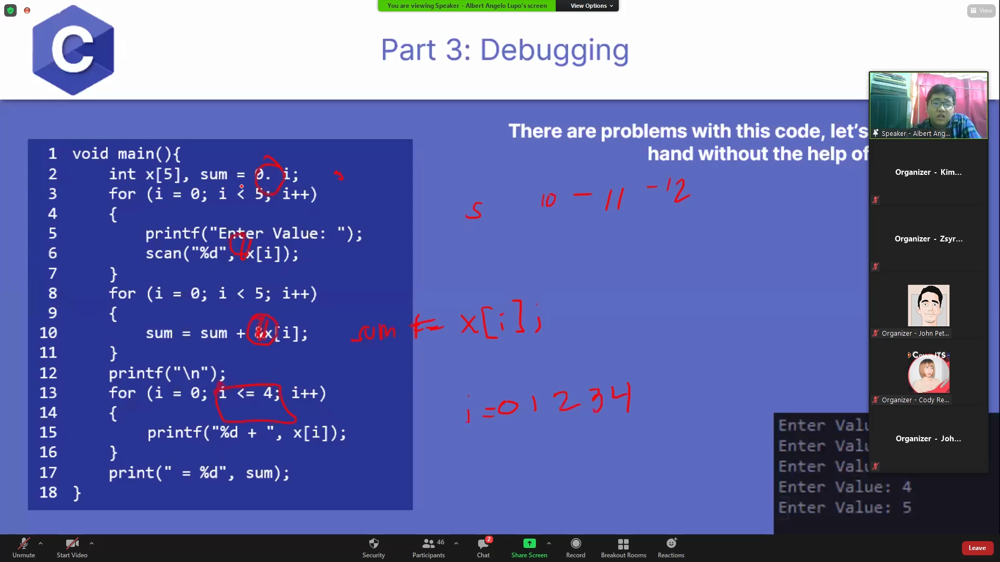 You are viewing Speaker - Albert Angelo Lupo's screen
View Options
View
C
Part 3: Debugging
There are problems with this code, let's
hand without the help of
1 void main(){
2 int x[5], sum = 0. i;
3 for (i = 0; i < 5; i++)
4 {
5 printf("Enter Value: ");
6 scan("%d", x[i]);
7 }
8 for (i = 0; i < 5; i++)
9 {
10 sum = sum + &x[i];
11 }
12 printf("\n");
13 for (i = 0; i <= 4; i++)
14 {
15 printf("%d + ", x[i]);
16 }
17 print(" = %d", sum);
18 }
s
s 10 - 11 - 12
sum += x[i];
i = 0 1 2 3 4
Enter Valu
Enter Valu
Enter Valu
Enter Value: 4
Enter Value: 5
Speaker - Albert Ang...
Organizer - Kim...
Organizer - Zsyr...
Organizer - John Pet...
Organizer - Cody Re...
Organizer - Joh...
Unmute
Start Video
Security
Participants
46
Chat
2
Share Screen
Record
Breakout Rooms
Reactions
Leave